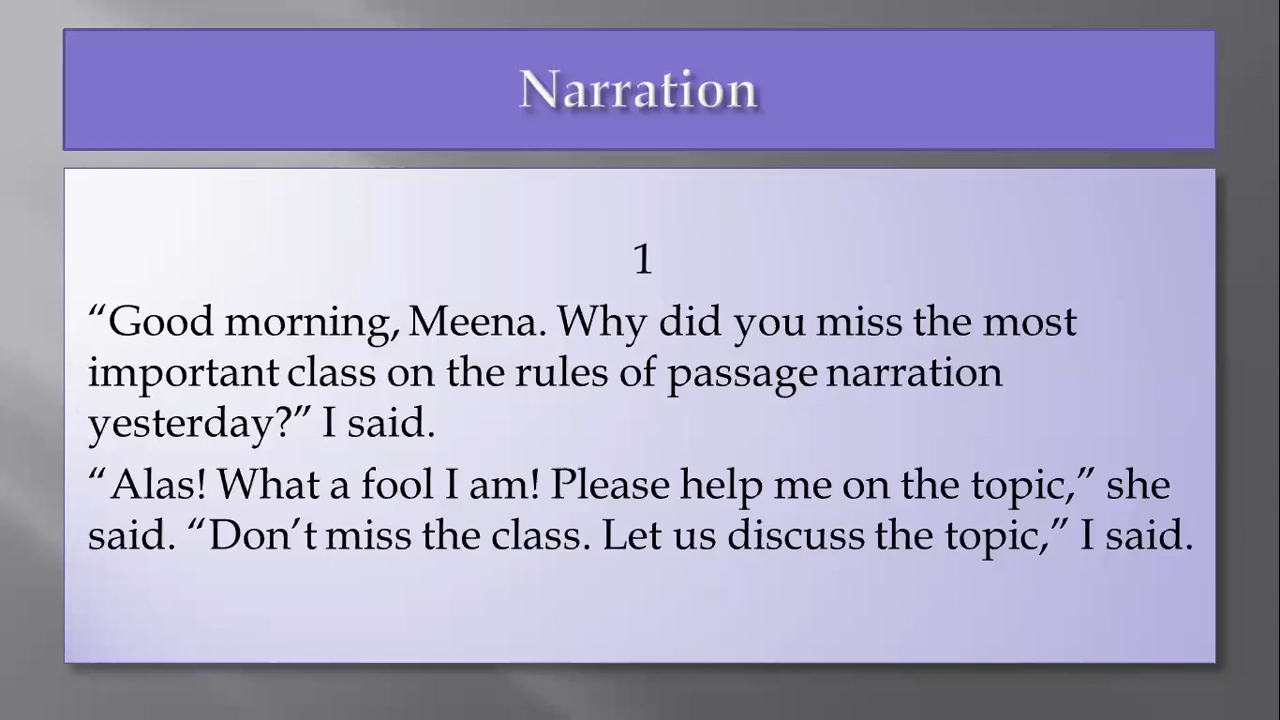 Narration
1
“Good morning, Meena. Why did you miss the most
important class on the rules of passage narration
yesterday?” I said.
“Alas! What a fool I am! Please help me on the topic,” she
said. “Don’t miss the class. Let us discuss the topic,” I said.